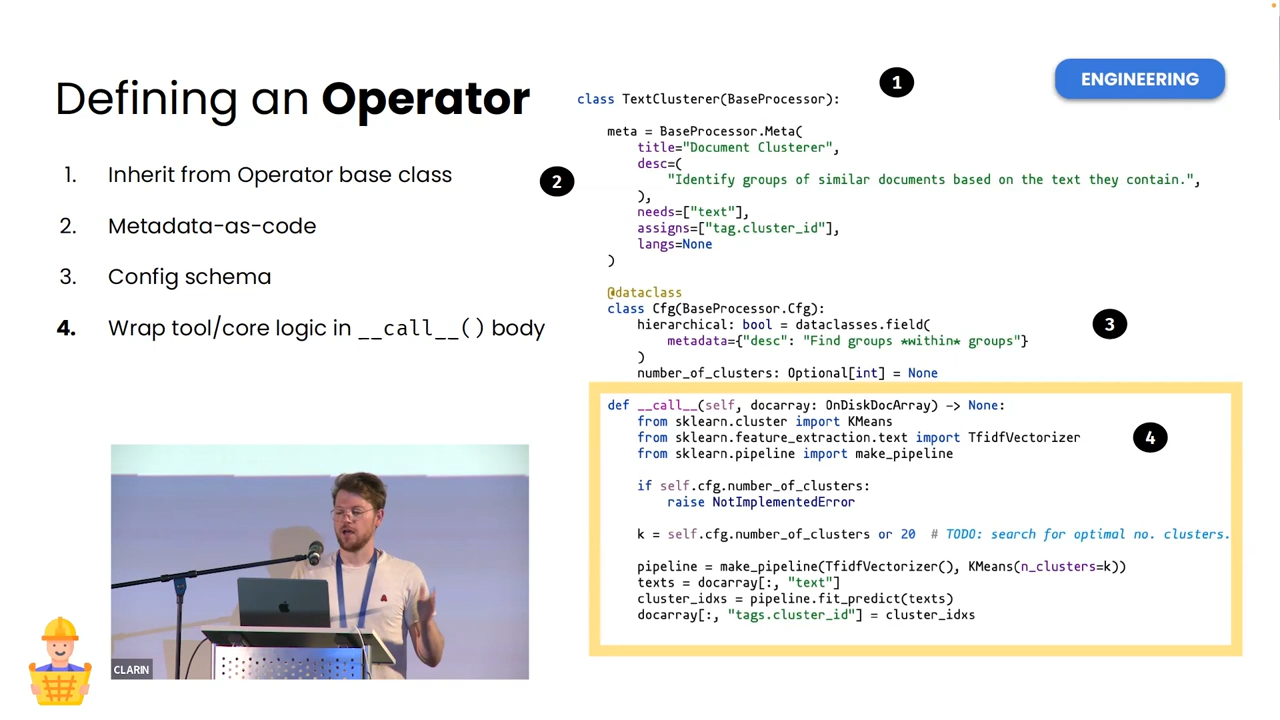 Defining an Operator
1. Inherit from Operator base class
2. Metadata-as-code
3. Config schema
4. Wrap tool/core logic in __call__() body
ENGINEERING
1
class TextClusterer(BaseProcessor):
2
meta = BaseProcessor.Meta(
title="Document Clusterer",
desc=(
"Identify groups of similar documents based on the text they contain.",
),
needs=["text"],
assigns=["tag.cluster_id"],
langs=None
)
@dataclass
class Cfg(BaseProcessor.Cfg):
hierarchical: bool = dataclasses.field(
metadata={"desc": "Find groups *within* groups"}
)
number_of_clusters: Optional[int] = None
3
def __call__(self, docarray: OnDiskDocArray) -> None:
from sklearn.cluster import KMeans
from sklearn.feature_extraction.text import TfidfVectorizer
from sklearn.pipeline import make_pipeline
4
if self.cfg.number_of_clusters:
raise NotImplementedError
k = self.cfg.number_of_clusters or 20 # TODO: search for optimal no. clusters.
pipeline = make_pipeline(TfidfVectorizer(), KMeans(n_clusters=k))
texts = docarray[:, "text"]
cluster_idxs = pipeline.fit_predict(texts)
docarray[:, "tags.cluster_id"] = cluster_idxs
CLARIN